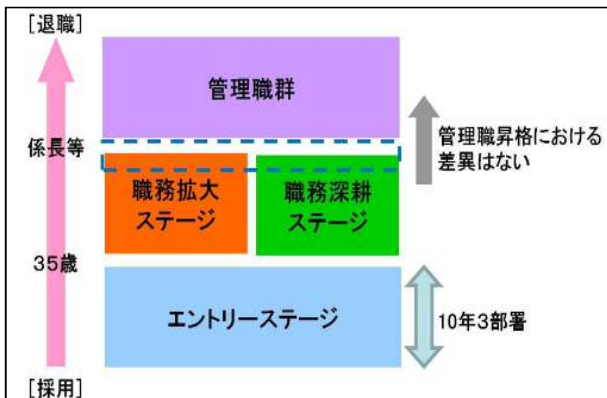 [退職]
管理職群
係長等
管理職昇格における
差異はない
職務拡大
ステージ
職務深耕
ステージ
35歳
エントリーステージ
10年3部署
[採用]